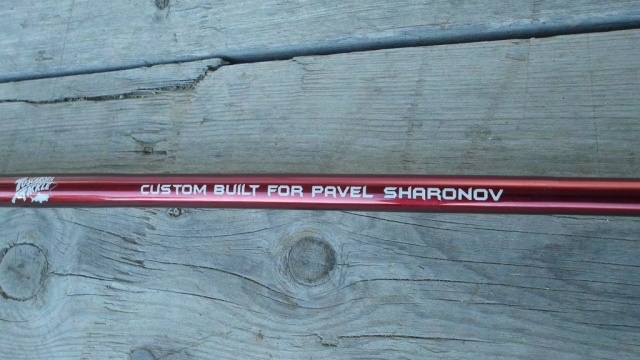 CUSTOM BUILT FOR PAVEL SHARONOV